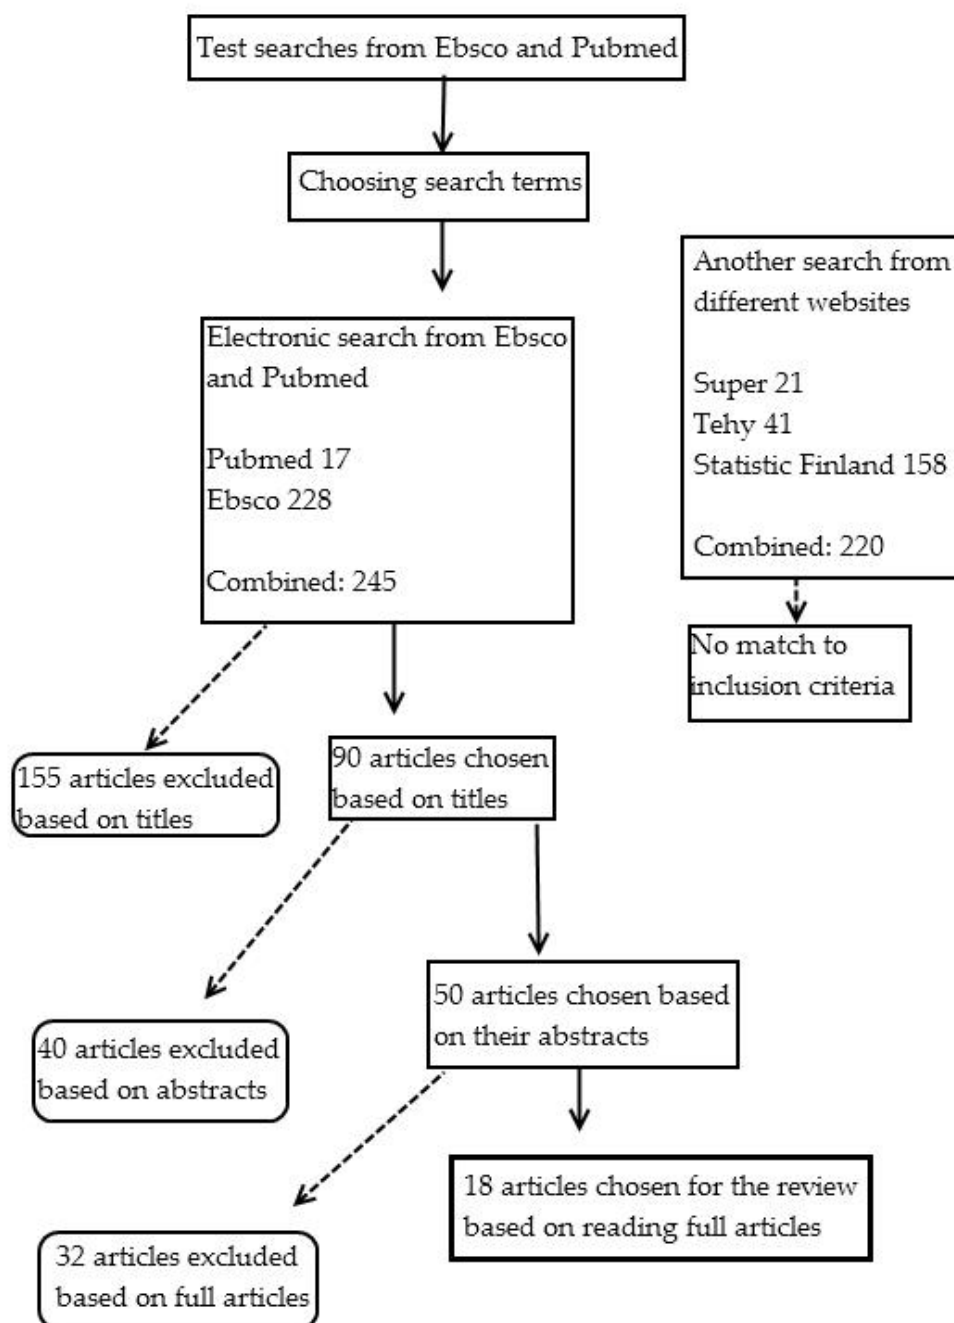 Test searches from Ebsco and Pubmed
Choosing search terms
Electronic search from Ebsco
and Pubmed
Pubmed 17
Ebsco 228
Combined: 245
Another search from
different websites
Super 21
Tehy 41
Statistic Finland 158
Combined: 220
No match to
inclusion criteria
155 articles excluded
based on titles
90 articles chosen
based on titles
40 articles excluded
based on abstracts
50 articles chosen based
on their abstracts
32 articles excluded
based on full articles
18 articles chosen for the review
based on reading full articles